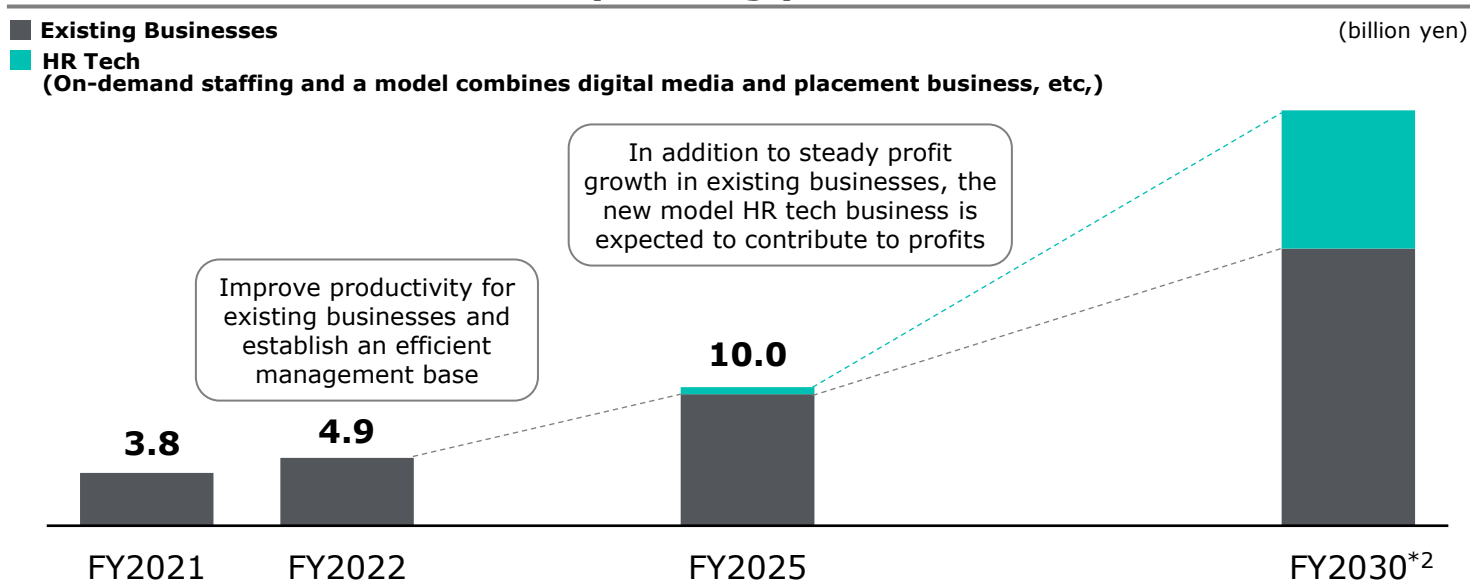 Existing Businesses
(billion yen)
HR Tech
(On-demand staffing and a model combines digital media and placement business, etc,)
In addition to steady profit
growth in existing businesses, the
new model HR tech business is
expected to contribute to profits
Improve productivity for
existing businesses and
establish an efficient
management base
10.0
4.9
3.8
FY2021
FY2022
FY2025
FY2030*2